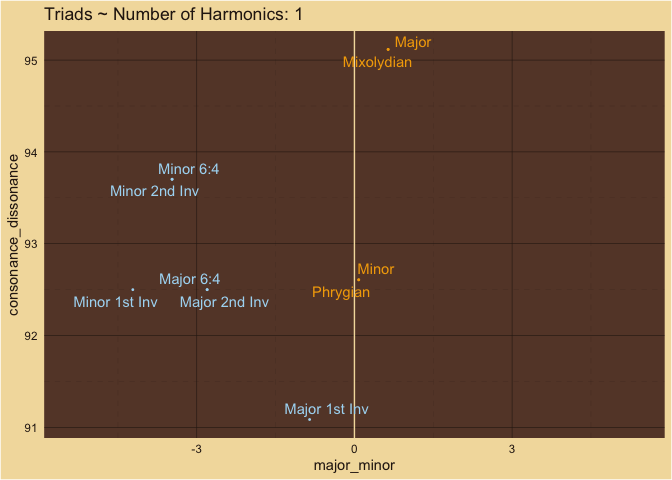 Triads ~ Number of Harmonics: 1
Major
Mixolydian
Minor 6:4
Minor 2nd Inv
Minor
Phrygian
Major 6:4
Minor 1st Inv
Major 2nd Inv
Major 1st Inv
95
94
93
92
91
consonance_dissonance
-3
0
3
major_minor